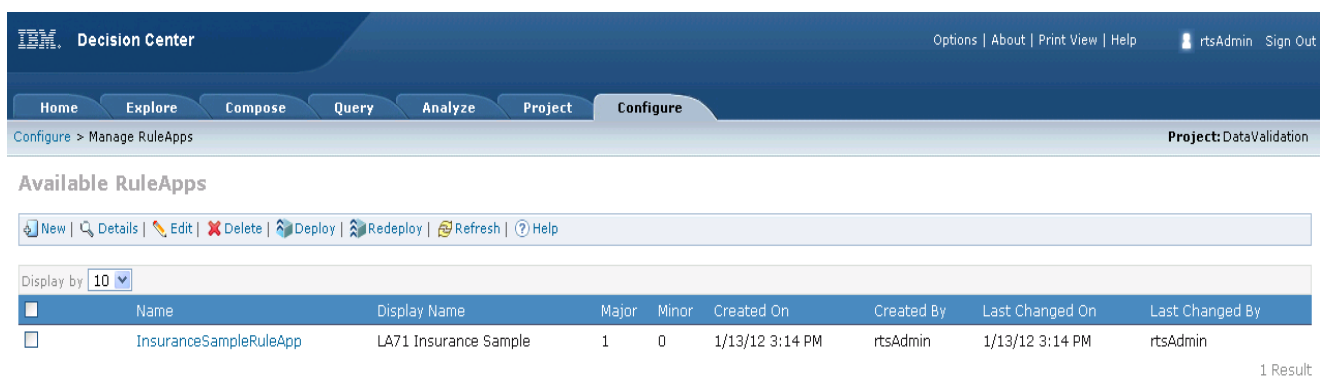 IBM. Decision Center
Options | About | Print View | Help rtsAdmin Sign Out
Home Explore Compose Query Analyze Project Configure
Configure > Manage RuleApps Project: DataValidation
Available RuleApps
New | Details | Edit | Delete | Deploy | Redeploy | Refresh | ? Help
Display by 10
Name Display Name Major Minor Created On Created By Last Changed On Last Changed By
InsuranceSampleRuleApp LA71 Insurance Sample 1 0 1/13/12 3:14 PM rtsAdmin 1/13/12 3:14 PM rtsAdmin
1 Result